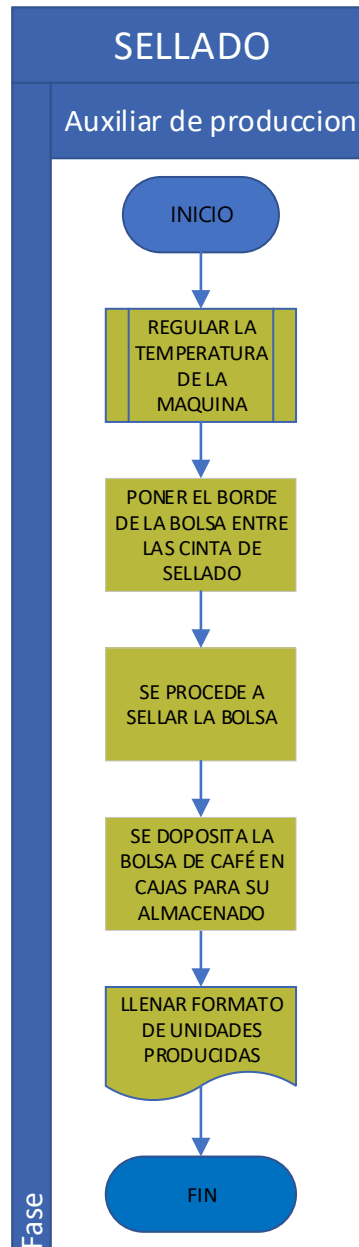 SELLADO
Auxiliar de produccion
INICIO
REGULAR LA
TEMPERATURA
DE LA
MAQUINA
PONER EL BORDE
DE LA BOLSA ENTRE
LAS CINTA DE
SELLADO
SE PROCEDE A
SELLAR LA BOLSA
SE DOPOSITA LA
BOLSA DE CAFÉ EN
CAJAS PARA SU
ALMACENADO
LLENAR FORMATO
DE UNIDADES
PRODUCIDAS
FIN
Fase